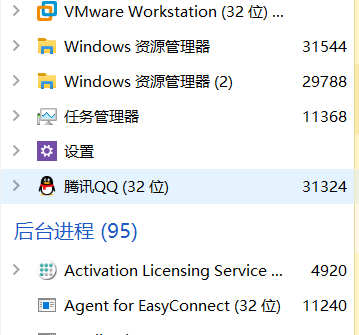 VMware Workstation (32 位) ...
Windows 资源管理器 31544
Windows 资源管理器 (2) 29788
任务管理器 11368
设置
腾讯QQ (32 位) 31324
后台进程 (95)
Activation Licensing Service ... 4920
Agent for EasyConnect (32 位) 11240